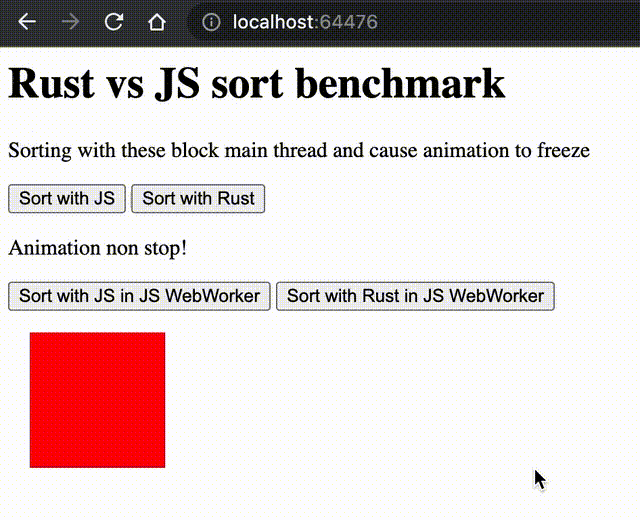 localhost:64476
Rust vs JS sort benchmark
Sorting with these block main thread and cause animation to freeze
Sort with JS Sort with Rust
Animation non stop!
Sort with JS in JS WebWorker Sort with Rust in JS WebWorker